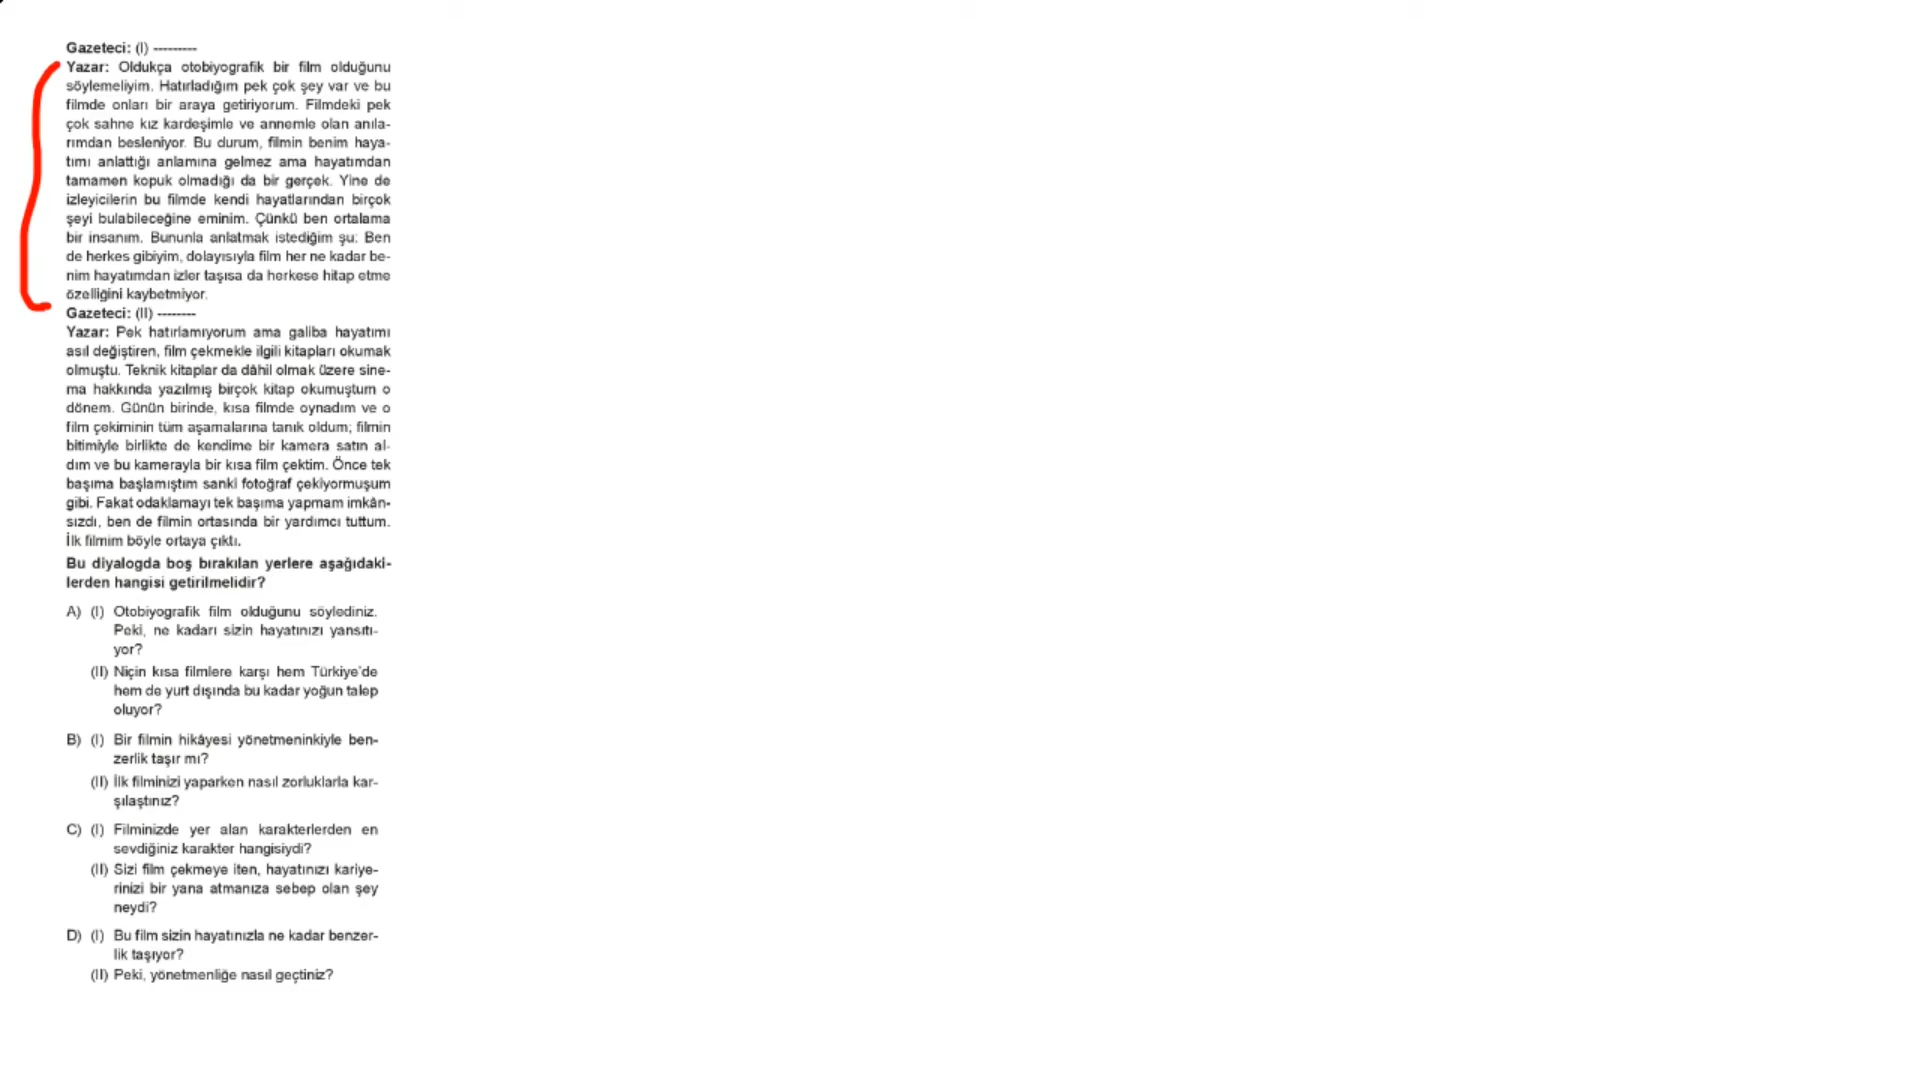 Gazeteci: (I) ---------
Yazar: Oldukça otobiyografik bir film olduğunu
söylemeliyim. Hatırladığım pek çok şey var ve bu
filmde onları bir araya getiriyorum. Filmdeki pek
çok sahne kız kardeşimle ve annemle olan anıla-
rımdan besleniyor. Bu durum, filmin benim haya-
tımı anlattığı anlamına gelmez ama hayatımdan
tamamen kopuk olmadığı da bir gerçek. Yine de
izleyicilerin bu filmde kendi hayatlarından birçok
şeyi bulabileceğine eminim. Çünkü ben ortalama
bir insanım. Bununla anlatmak istediğim şu: Ben
de herkes gibiyim, dolayısıyla film her ne kadar be-
nim hayatımdan izler taşısa da herkese hitap etme
özelliğini kaybetmiyor.
Gazeteci: (II) --------
Yazar: Pek hatırlamıyorum ama galiba hayatımı
asıl değiştiren, film çekmekle ilgili kitapları okumak
olmuştu. Teknik kitaplar da dâhil olmak üzere sine-
ma hakkında yazılmış birçok kitap okumuştum o
dönem. Günün birinde, kısa filmde oynadım ve o
film çekiminin tüm aşamalarına tanık oldum; filmin
bitimiyle birlikte de kendime bir kamera satın al-
dım ve bu kamerayla bir kısa film çektim. Önce tek
başıma başlamıştım sanki fotoğraf çekiyormuşum
gibi. Fakat odaklamayı tek başıma yapmam imkân-
sızdı, ben de filmin ortasında bir yardımcı tuttum.
İlk filmim böyle ortaya çıktı.
Bu diyalogda boş bırakılan yerlere aşağıdaki-
lerden hangisi getirilmelidir?
A) (I) Otobiyografik film olduğunu söylediniz.
Peki, ne kadarı sizin hayatınızı yansıtı-
yor?
(II) Niçin kısa filmlere karşı hem Türkiye'de
hem de yurt dışında bu kadar yoğun talep
oluyor?
B) (I) Bir filmin hikâyesi yönetmeninkiyle ben-
zerlik taşır mı?
(II) İlk filminizi yaparken nasıl zorluklarla kar-
şılaştınız?
C) (I) Filminizde yer alan karakterlerden en
sevdiğiniz karakter hangisiydi?
(II) Sizi film çekmeye iten, hayatınızı kariye-
rinizi bir yana atmanıza sebep olan şey
neydi?
D) (I) Bu film sizin hayatınızla ne kadar benzer-
lik taşıyor?
(II) Peki, yönetmenliğe nasıl geçtiniz?